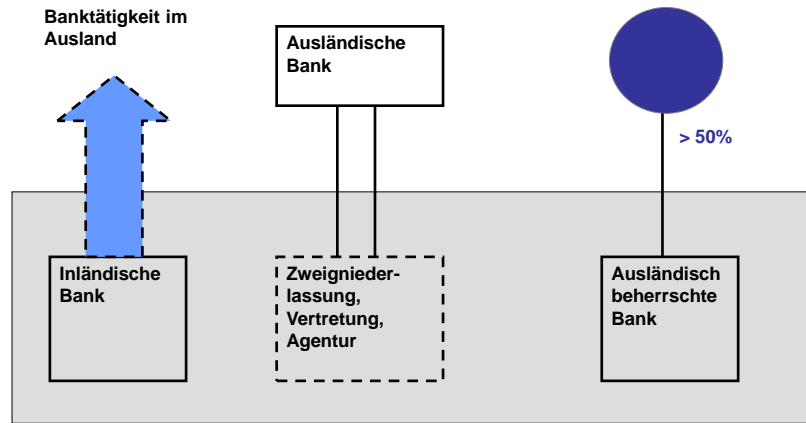 Banktätigkeit im
Ausland
Ausländische
Bank
> 50%
Inländische
Bank
Zweignieder-
lassung,
Vertretung,
Agentur
Ausländisch
beherrschte
Bank